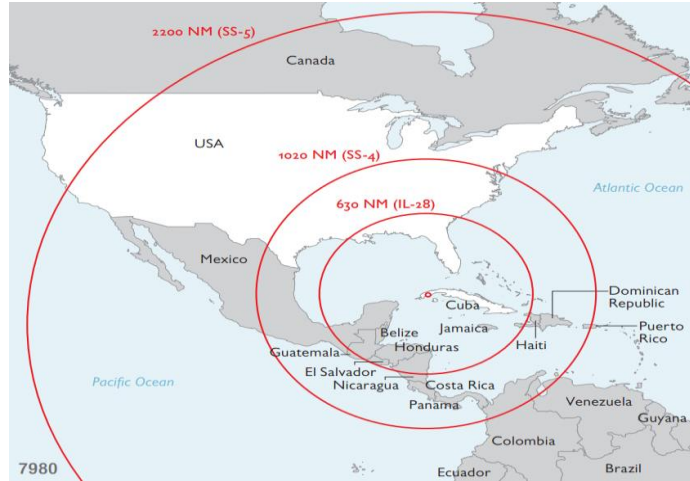 2200 NM (SS-5)
Canada
USA
1020 NM (SS-4)
Atlantic Ocean
630 NM (IL-28)
Mexico
Cuba
Dominican
Republic
Jamaica
Belize
Puerto
Rico
Honduras
Haiti
Guatemala
El Salvador
Nicaragua
Costa Rica
Pacific Ocean
Panama
Venezuela
Guyana
Colombia
7980
Ecuador
Brazil